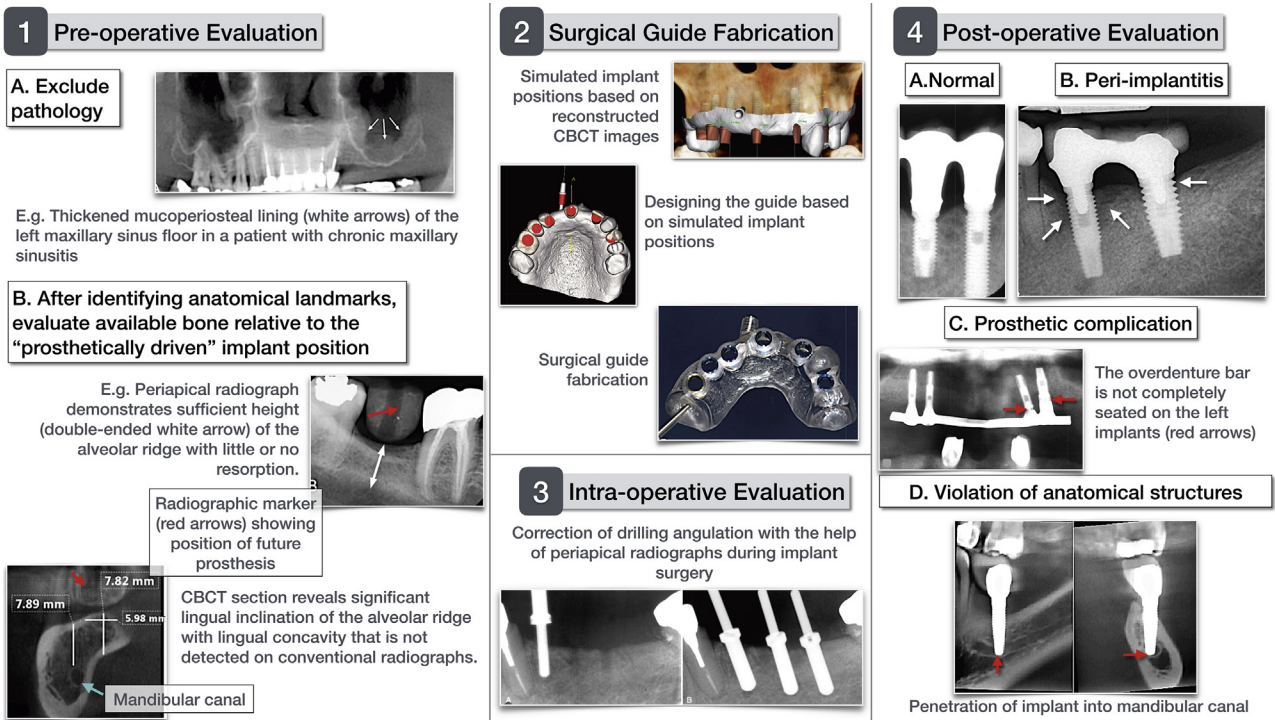 1 Pre-operative Evaluation
A. Exclude
pathology
E.g. Thickened mucoperiosteal lining (white arrows) of the
left maxillary sinus floor in a patient with chronic maxillary
sinusitis
B. After identifying anatomical landmarks,
evaluate available bone relative to the
“prosthetically driven” implant position
E.g. Periapical radiograph
demonstrates sufficient height
(double-ended white arrow) of the
alveolar ridge with little or no
resorption.
B
Radiographic marker
(red arrows) showing
position of future
prosthesis
7.82 mm
7.89 mm
5.98 mm
CBCT section reveals significant
lingual inclination of the alveolar ridge
with lingual concavity that is not
detected on conventional radiographs.
Mandibular canal
2 Surgical Guide Fabrication
Simulated implant
positions based on
reconstructed
CBCT images
Designing the guide based
on simulated implant
positions
Surgical guide
fabrication
3 Intra-operative Evaluation
Correction of drilling angulation with the help
of periapical radiographs during implant
surgery
A
B
4 Post-operative Evaluation
A.Normal
B. Peri-implantitis
C. Prosthetic complication
The overdenture bar
is not completely
seated on the left
implants (red arrows)
D. Violation of anatomical structures
Penetration of implant into mandibular canal